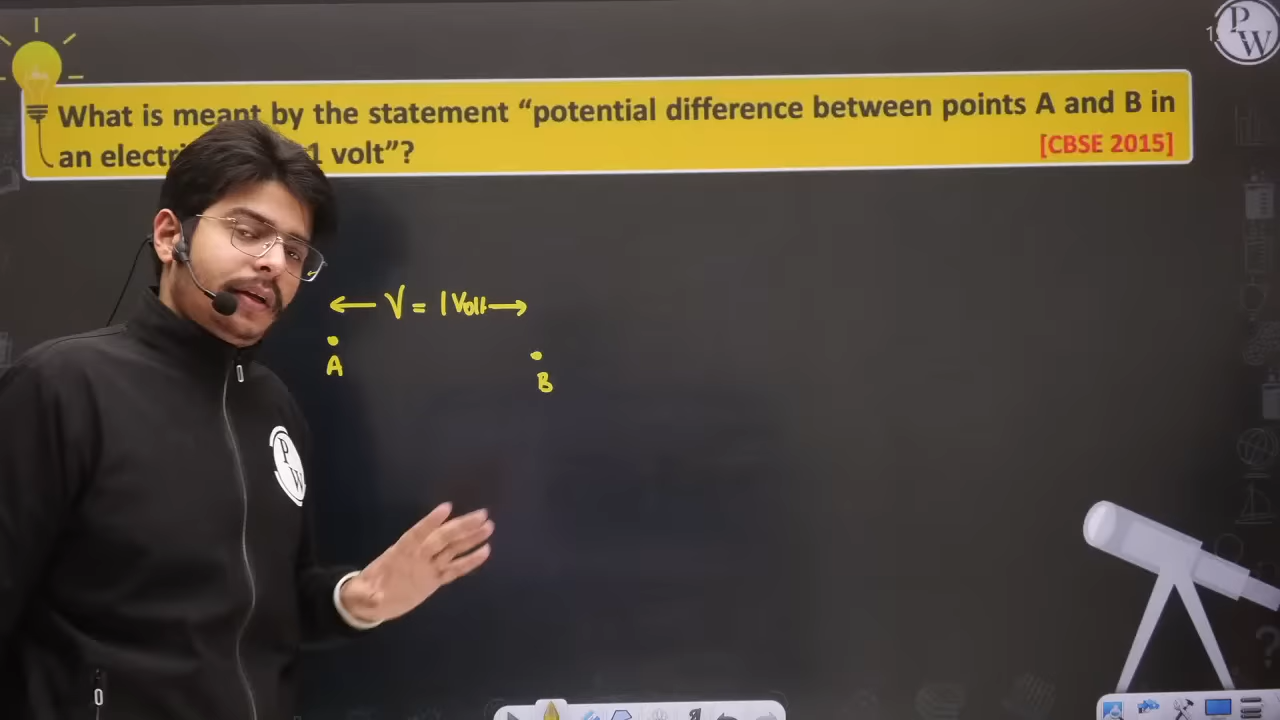 What is meant by the statement “potential difference between points A and B in
an electri 1 volt”?
[CBSE 2015]
V = 1 Volt
A
B
P
W
P
W